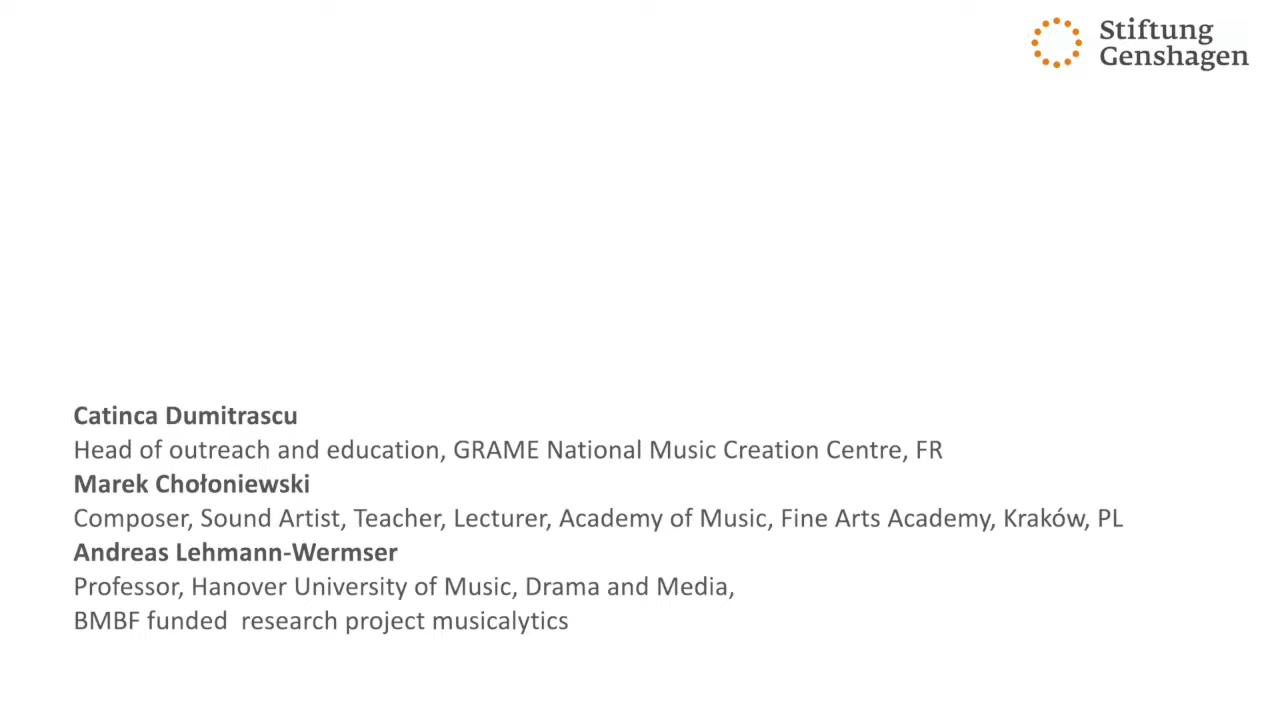 Stiftung
Genshagen
Catinca Dumitrascu
Head of outreach and education, GRAME National Music Creation Centre, FR
Marek Chołoniewski
Composer, Sound Artist, Teacher, Lecturer, Academy of Music, Fine Arts Academy, Kraków, PL
Andreas Lehmann-Wermser
Professor, Hanover University of Music, Drama and Media,
BMBF funded  research project musicalytics